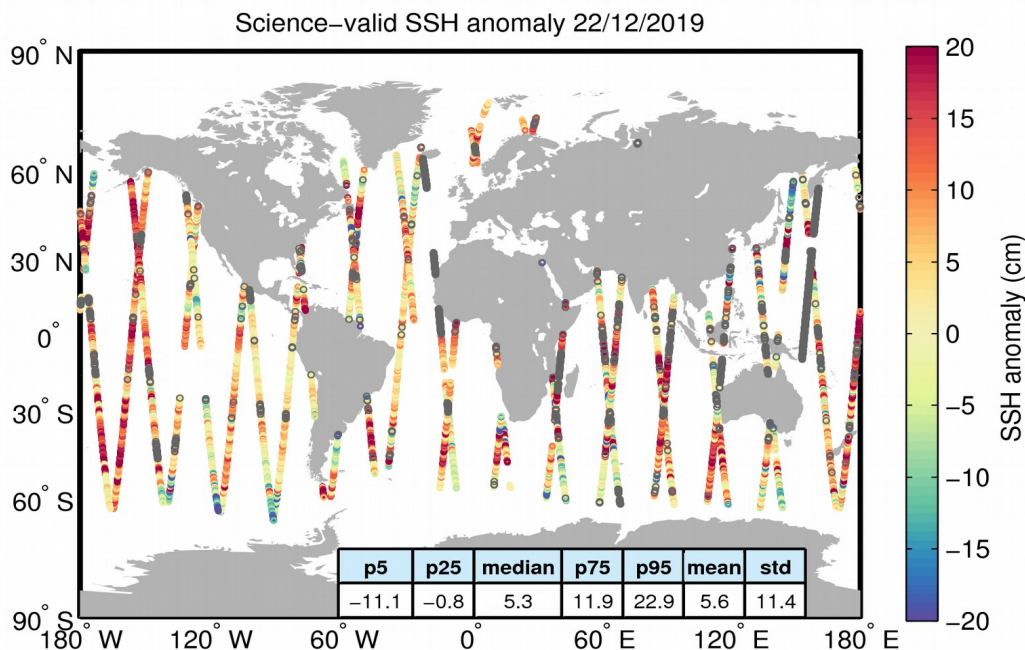 Science−valid SSH anomaly 22/12/2019
90° N
60° N
30° N
0°
30° S
60° S
90° S
180° W
120° W
60° W
0°
60° E
120° E
180° E
p5 p25 median p75 p95 mean std
−11.1 −0.8 5.3 11.9 22.9 5.6 11.4
20
15
10
5
0
−5
−10
−15
−20
SSH anomaly (cm)